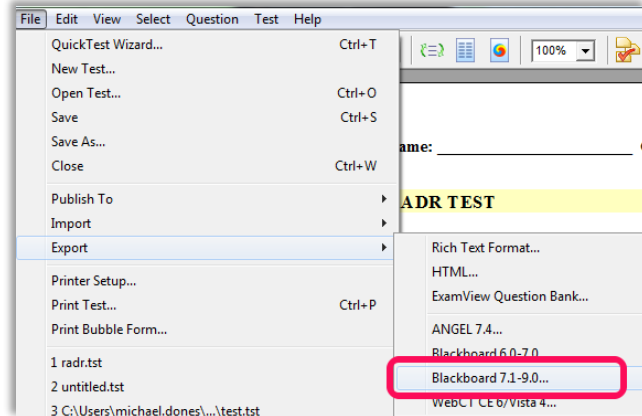 File Edit View Select Question Test Help
QuickTest Wizard... Ctrl+T
New Test...
Open Test... Ctrl+O
Save Ctrl+S
Save As...
Close Ctrl+W
Publish To
Import
Export
Printer Setup...
Print Test... Ctrl+P
Print Bubble Form...
1 radr.tst
2 untitled.tst
3 C:\Users\michael.dones\...\test.tst
100%
ame:
ADR TEST
Rich Text Format...
HTML...
ExamView Question Bank...
ANGEL 7.4...
Blackboard 6.0-7.0
Blackboard 7.1-9.0...
WebCT CE 6/Vista 4...